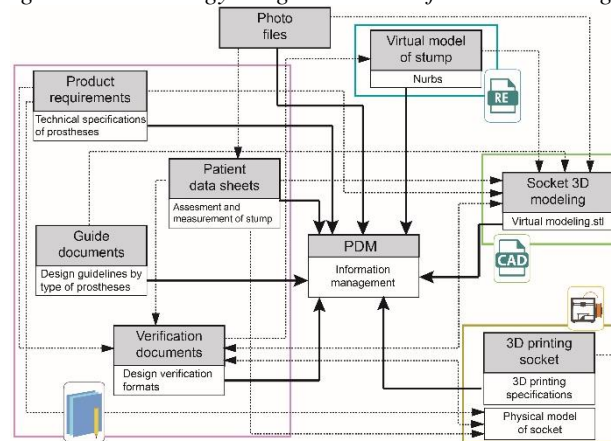 Photo
files
Virtual model
of stump
Nurbs
RE
Product
requirements
Technical specifications
of prostheses
Patient
data sheets
Assesment and
measurement of stump
Socket 3D
modeling
Virtual modeling.stl
CAD
Guide
documents
Design guidelines by
type of prostheses
PDM
Information
management
Verification
documents
Design verification
formats
3D printing
socket
3D printing
specifications
Physical model
of socket